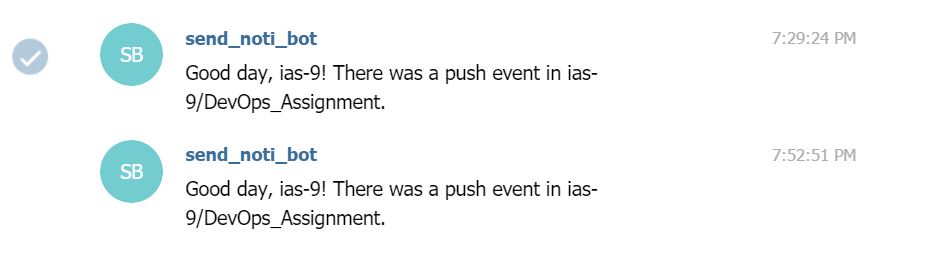 SB
send_noti_bot
7:29:24 PM
Good day, ias-9! There was a push event in ias-
9/DevOps_Assignment.
SB
send_noti_bot
7:52:51 PM
Good day, ias-9! There was a push event in ias-
9/DevOps_Assignment.